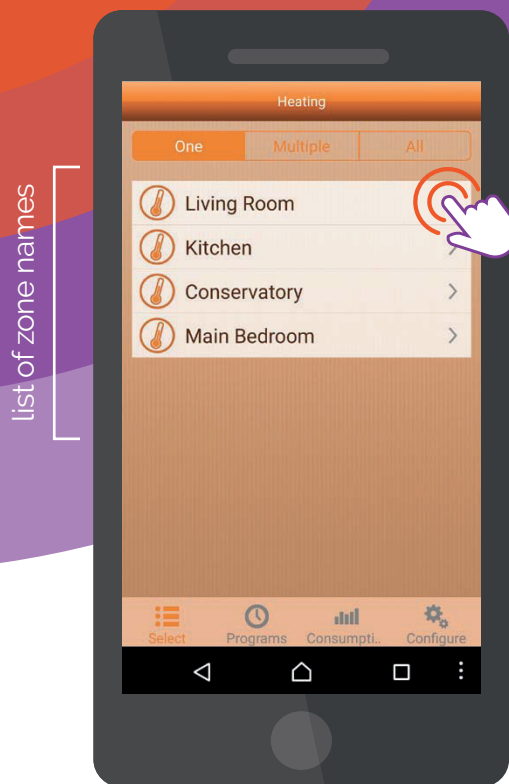 list of zone names
Heating
One Multiple All
Living Room
Kitchen
Conservatory
Main Bedroom
Select Programs Consumpti.. Configure